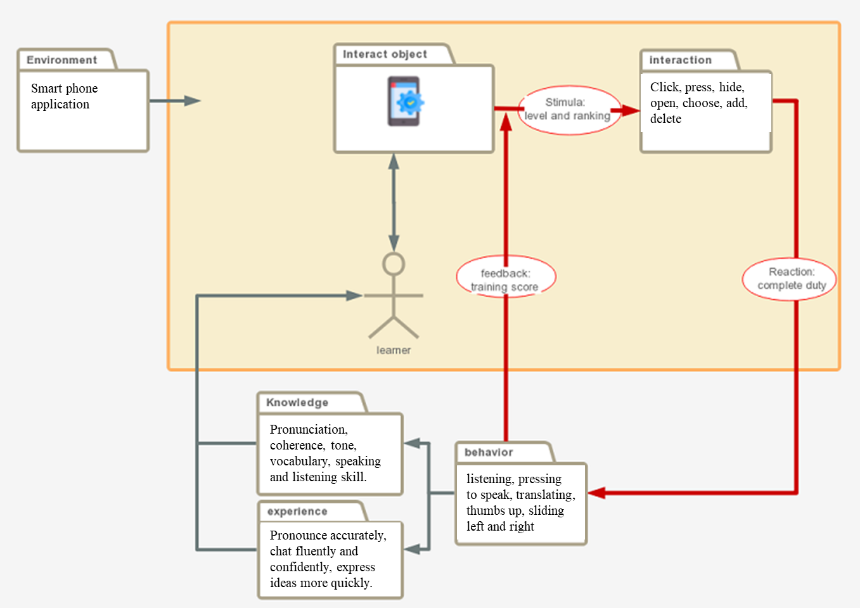 Environment
Smart phone
application
Interact object
Stimula:
level and ranking
interaction
Click, press, hide,
open, choose, add,
delete
feedback:
training score
Reaction:
complete duty
learner
Knowledge
Pronunciation,
coherence, tone,
vocabulary, speaking
and listening skill.
behavior
listening, pressing
to speak, translating,
thumbs up, sliding
left and right
experience
Pronounce accurately,
chat fluently and
confidently, express
ideas more quickly.